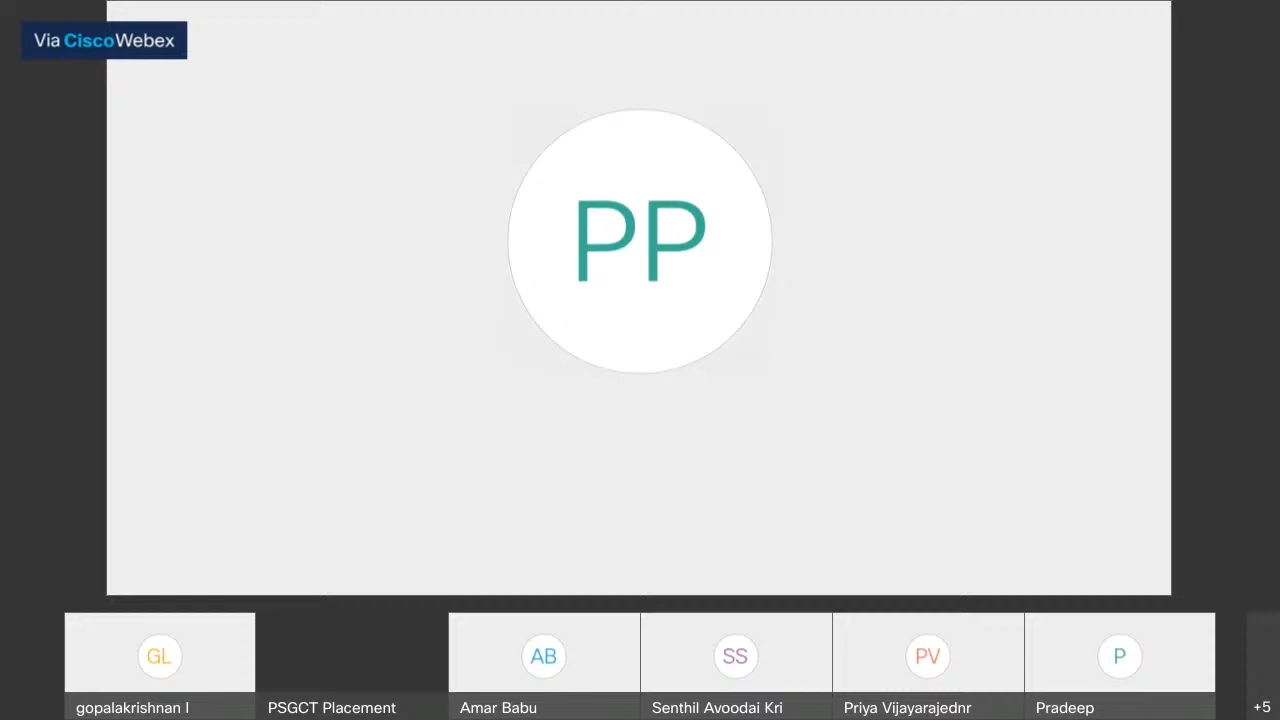 Via CiscoWebex
PP
GL
AB
SS
PV
P
gopalakrishnan l
PSGCT Placement
Amar Babu
Senthil Avoodai Kri
Priya Vijayarajednr
Pradeep
+5